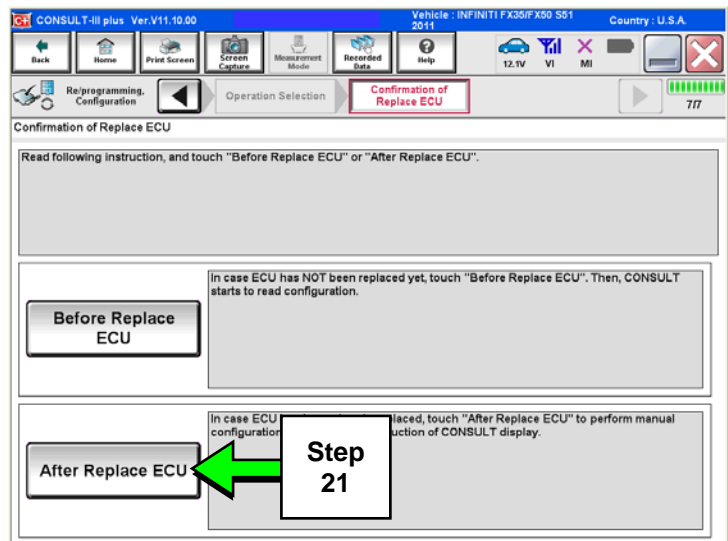 CONSULT-III plus Ver.V11.10.00
Vehicle : INFINITI FX35/FX50 S51
2011
Country : U.S.A.
Back
Home
Print Screen
Screen
Capture
Measurement
Mode
Recorded
Data
Help
12.1V
VI
MI
Re/programming,
Configuration
Operation Selection
Confirmation of
Replace ECU
7/7
Confirmation of Replace ECU
Read following instruction, and touch "Before Replace ECU" or "After Replace ECU".
Before Replace
ECU
In case ECU has NOT been replaced yet, touch "Before Replace ECU". Then, CONSULT
starts to read configuration.
After Replace ECU
In case ECU laced, touch "After Replace ECU" to perform manual
configuration uction of CONSULT display.
Step
21